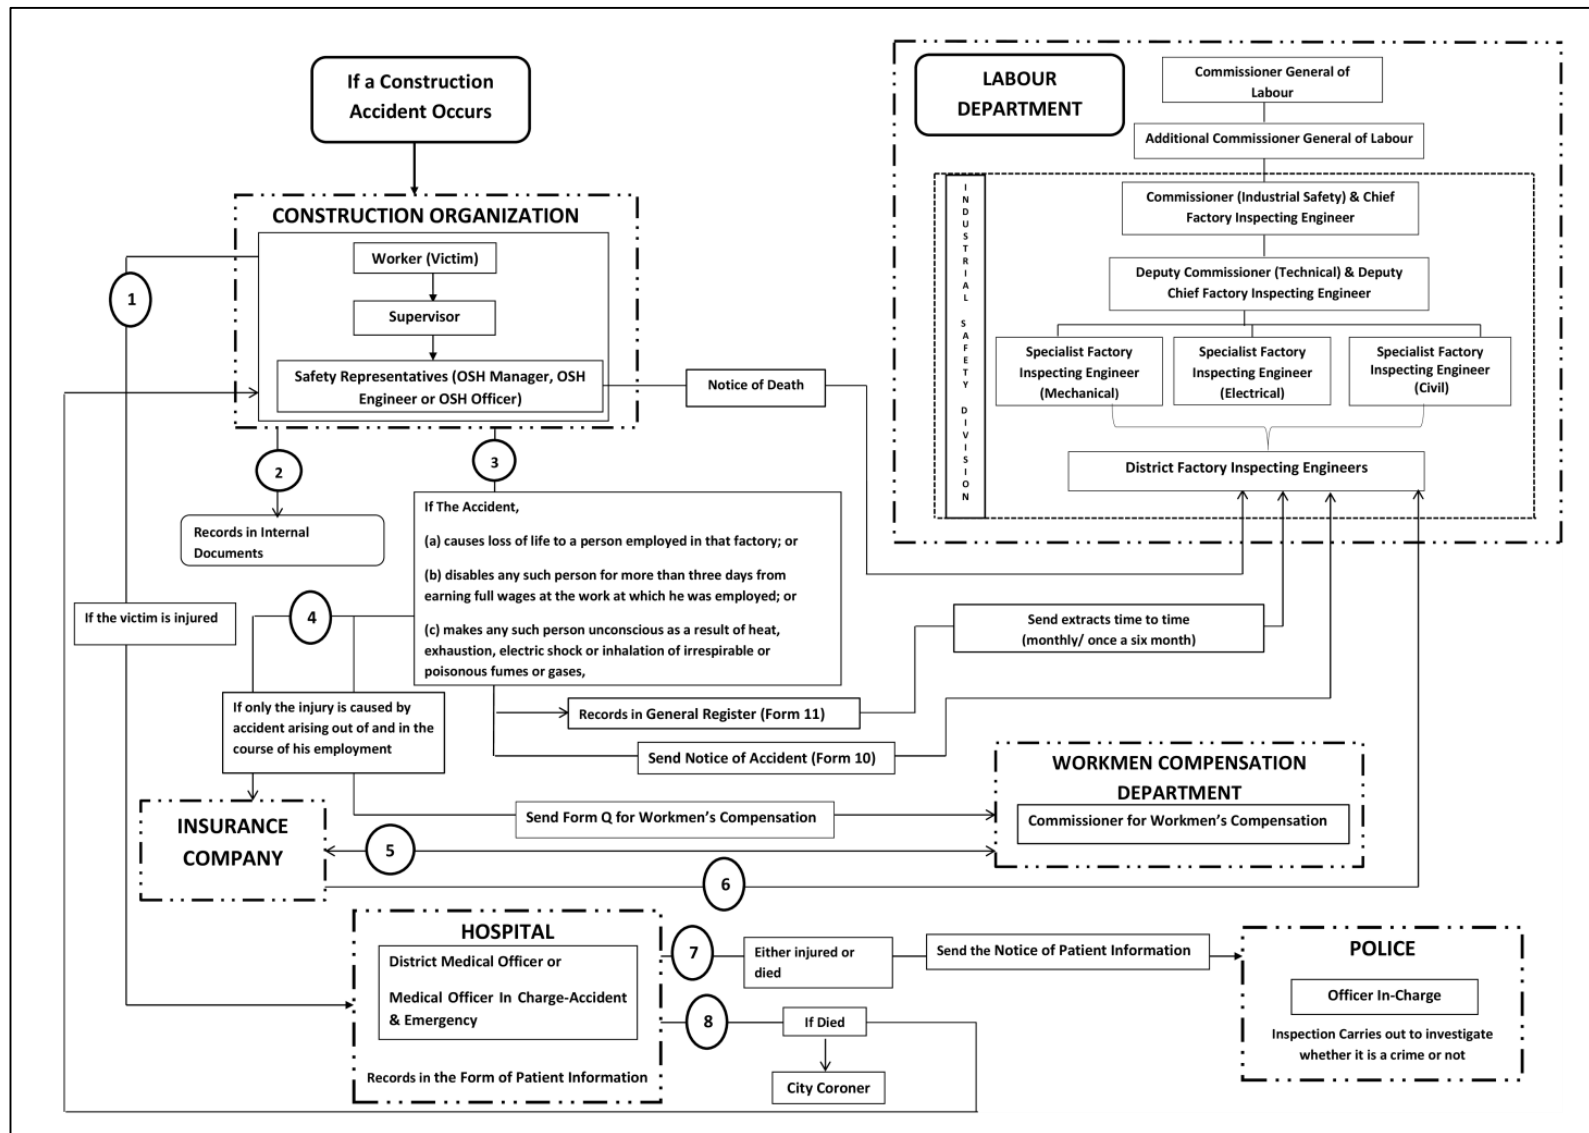 If a Construction
Accident Occurs
LABOUR
DEPARTMENT
Commissioner General of
Labour
Additional Commissioner General of Labour
INDUSTRIAL SAFETY DIVISION
Commissioner (Industrial Safety) & Chief
Factory Inspecting Engineer
Deputy Commissioner (Technical) & Deputy
Chief Factory Inspecting Engineer
Specialist Factory
Inspecting Engineer
(Mechanical)
Specialist Factory
Inspecting Engineer
(Electrical)
Specialist Factory
Inspecting Engineer
(Civil)
District Factory Inspecting Engineers
CONSTRUCTION ORGANIZATION
Worker (Victim)
Supervisor
Safety Representatives (OSH Manager, OSH
Engineer or OSH Officer)
Notice of Death
1
2
3
Records in Internal
Documents
If The Accident,
(a) causes loss of life to a person employed in that factory; or
(b) disables any such person for more than three days from
earning full wages at the work at which he was employed; or
(c) makes any such person unconscious as a result of heat,
exhaustion, electric shock or inhalation of irrespirable or
poisonous fumes or gases,
If the victim is injured
4
Send extracts time to time
(monthly/ once a six month)
If only the injury is caused by
accident arising out of and in the
course of his employment
Records in General Register (Form 11)
Send Notice of Accident (Form 10)
WORKMEN COMPENSATION
DEPARTMENT
Commissioner for Workmen's Compensation
Send Form Q for Workmen's Compensation
INSURANCE
COMPANY
5
6
HOSPITAL
District Medical Officer or
Medical Officer In Charge-Accident
& Emergency
Records in the Form of Patient Information
7
Either injured or
died
Send the Notice of Patient Information
8
If Died
City Coroner
POLICE
Officer In-Charge
Inspection Carries out to investigate
whether it is a crime or not